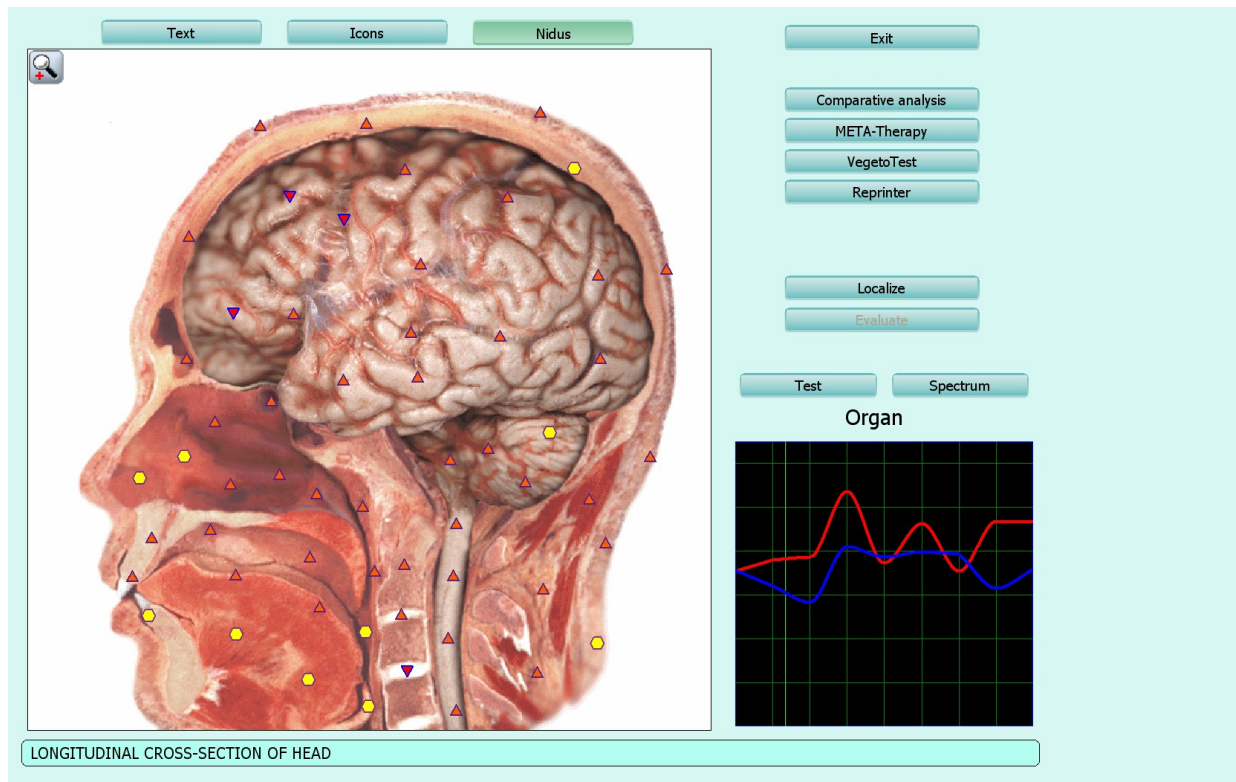 Text
Icons
Nidus
Exit
Comparative analysis
META-Therapy
VegetoTest
Reprinter
Localize
Evaluate
Test
Spectrum
Organ
LONGITUDINAL CROSS-SECTION OF HEAD